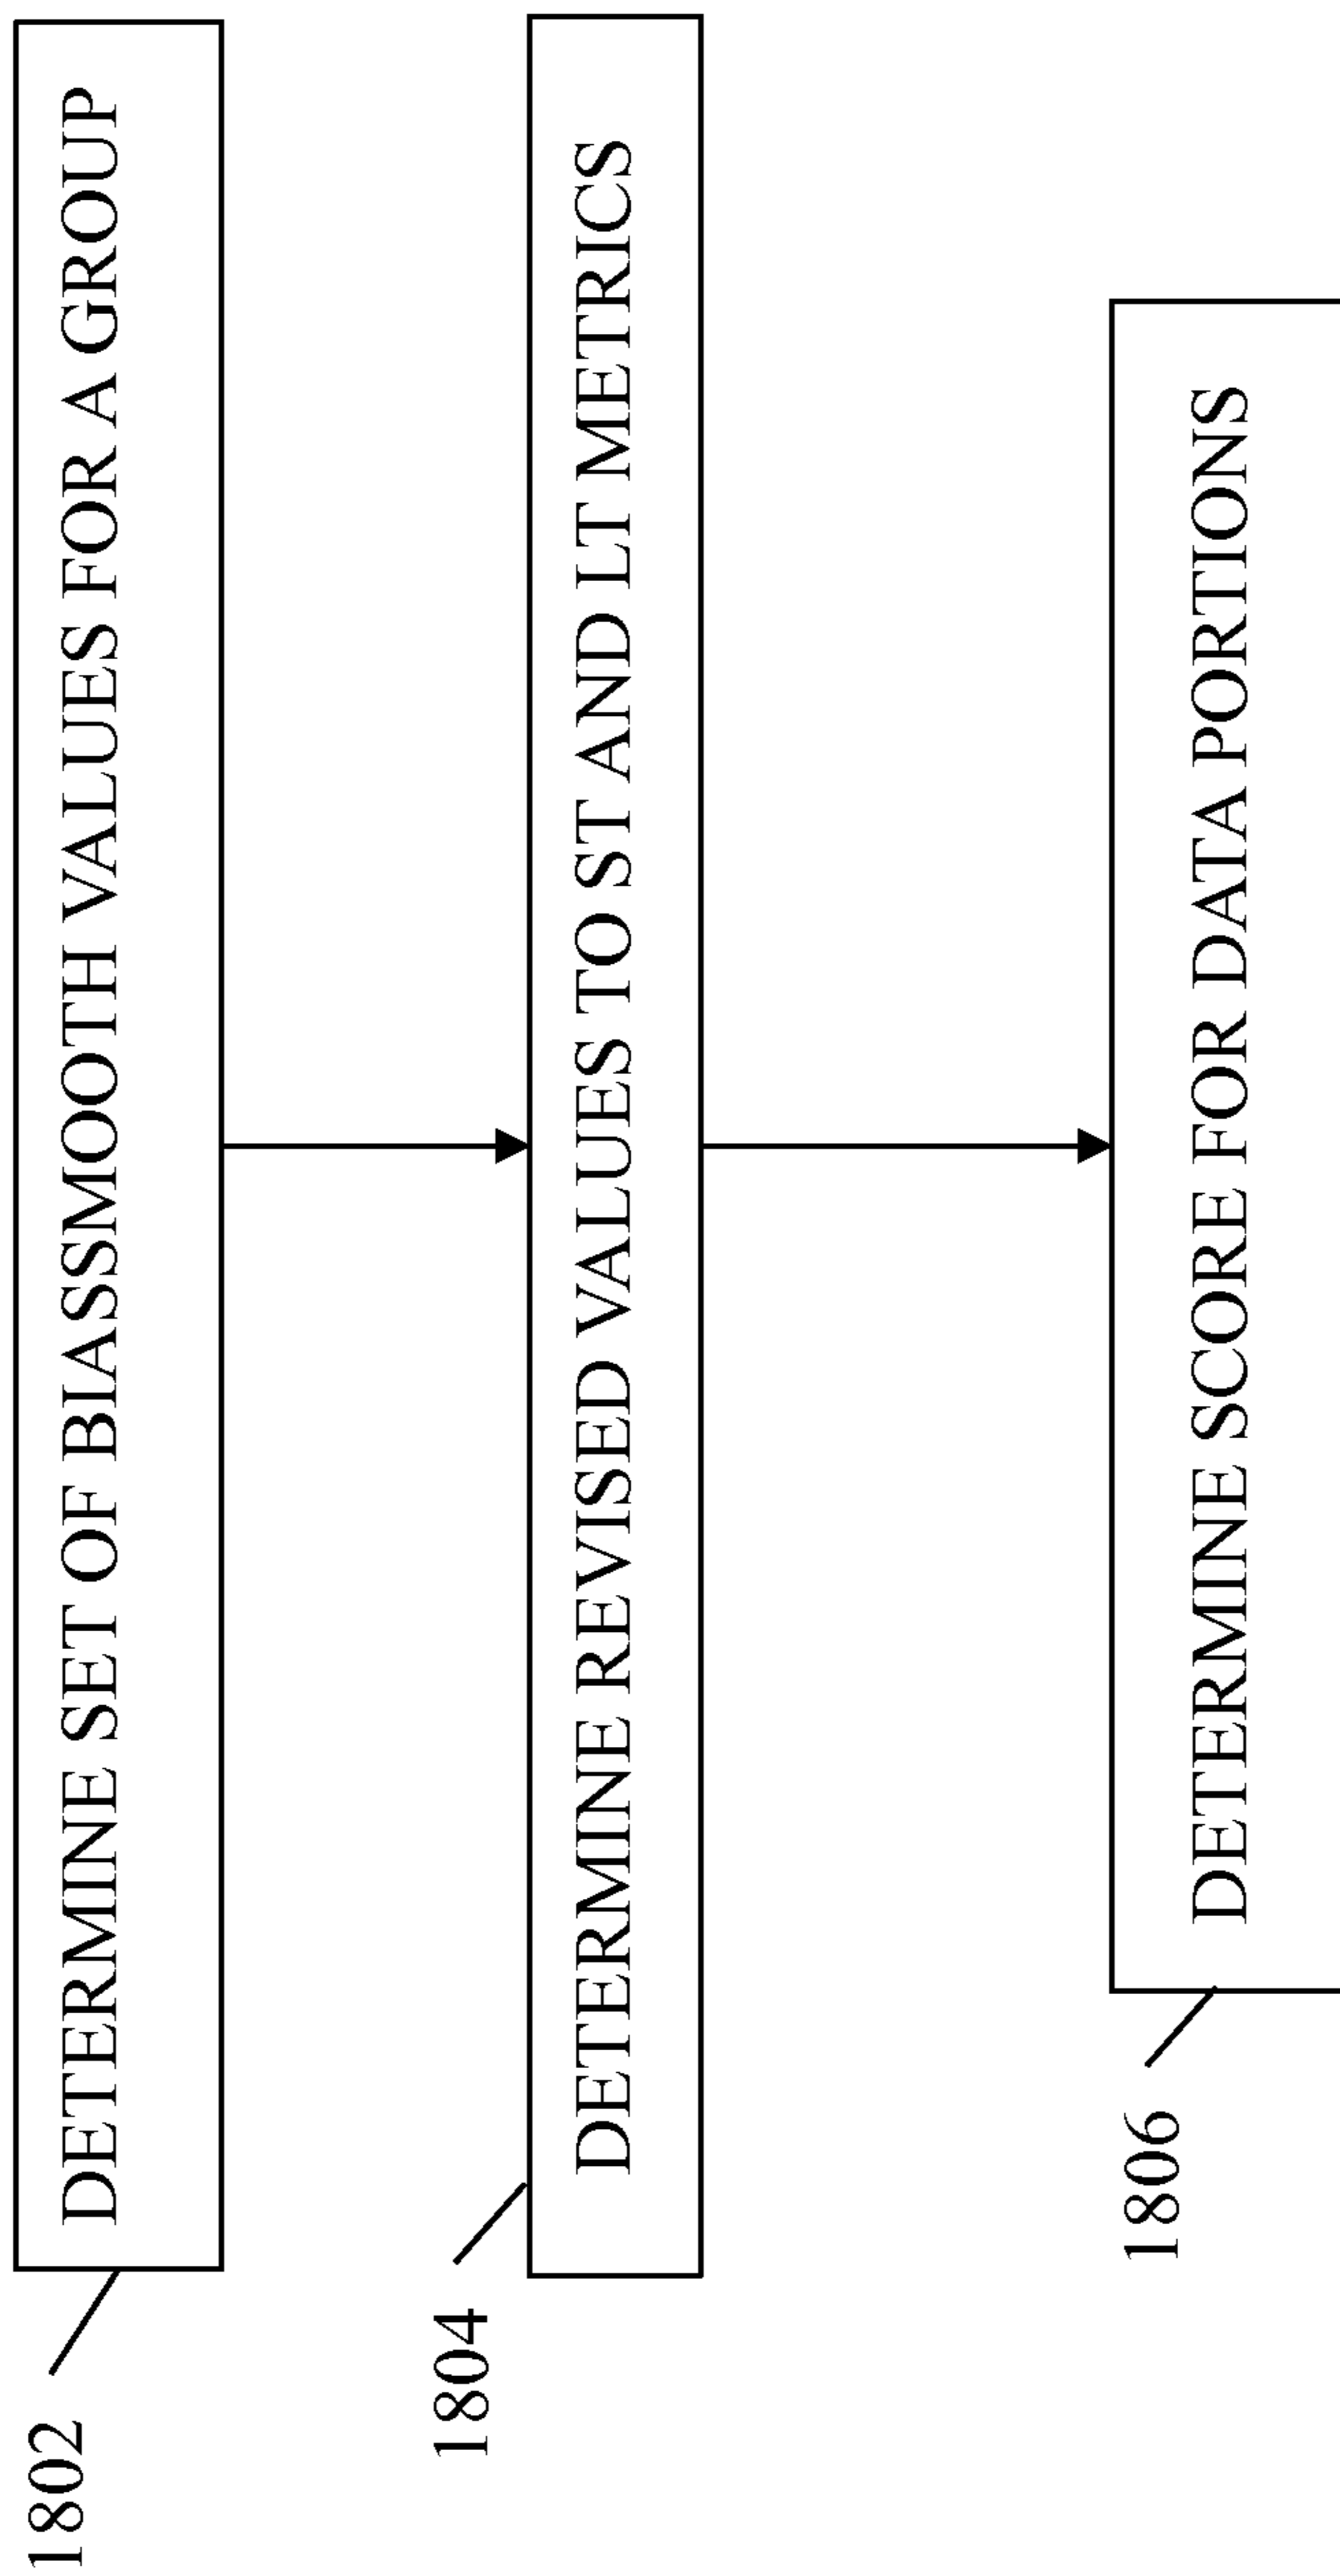 1802
DETERMINE SET OF BIASSMOOTH VALUES FOR A GROUP
1804
DETERMINE REVISED VALUES TO ST AND LT METRICS
1806
DETERMINE SCORE FOR DATA PORTIONS